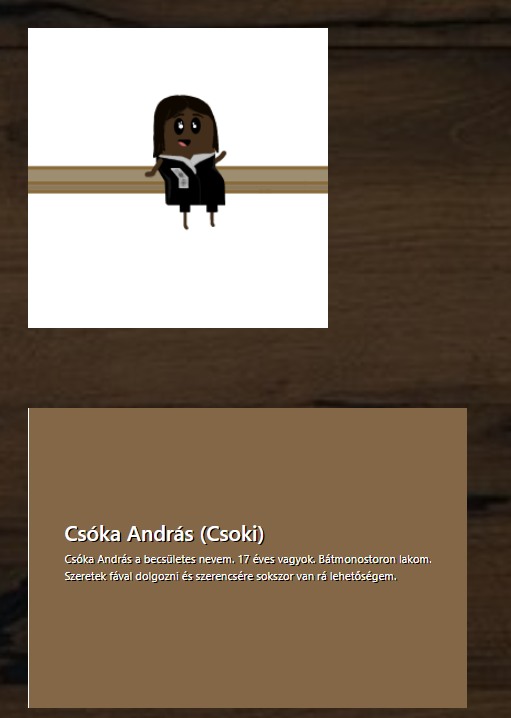 Csóka András (Csoki)
Csóka András a becsületes nevem. 17 éves vagyok. Bátmonostoron lakom.
Szeretek fával dolgozni és szerencsére sokszor van rá lehetőségem.